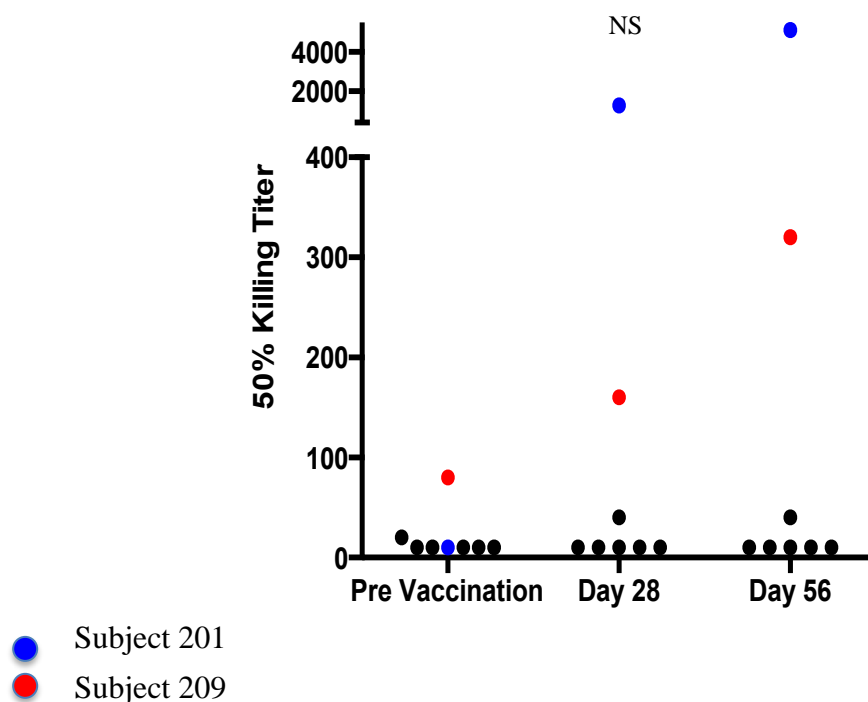 NS
4000
2000
400
300
200
100
0
50% Killing Titer
Pre Vaccination Day 28 Day 56
Subject 201
Subject 209